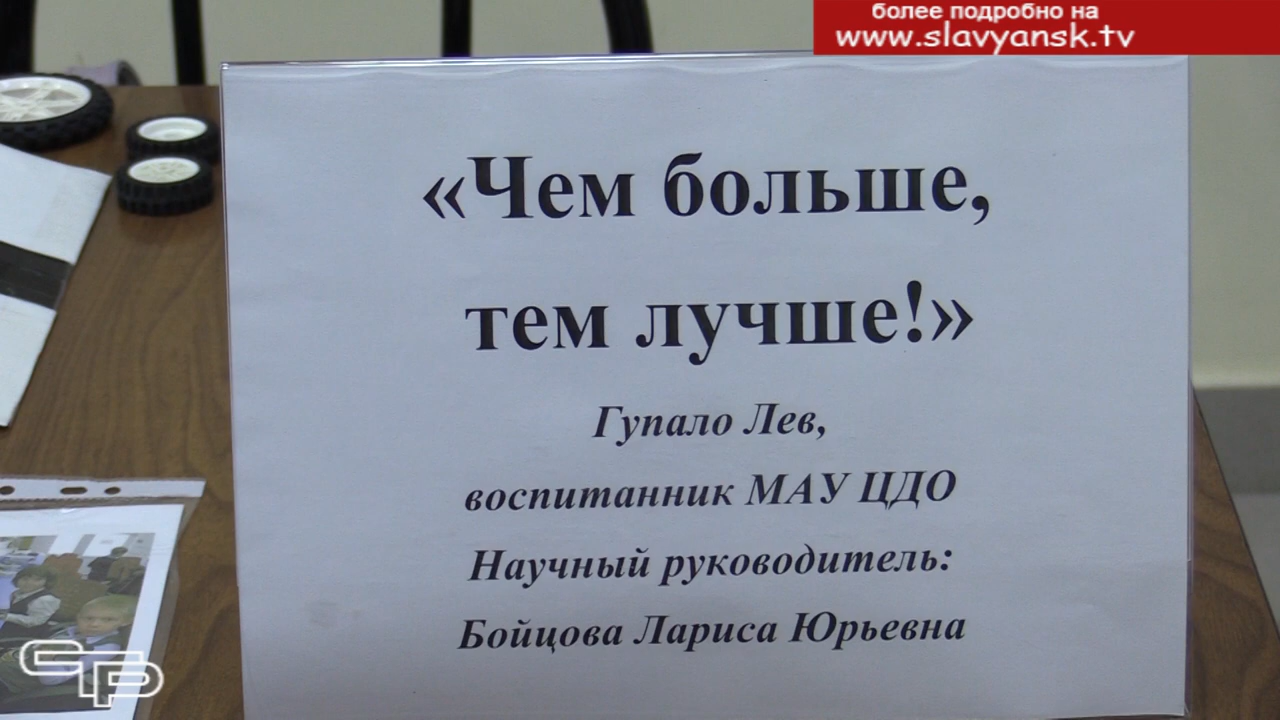 более подробно на
www.slavyansk.tv
«Чем больше,
тем лучше!»
Гупало Лев,
воспитанник МАУ ЦДО
Научный руководитель:
Бойцова Лариса Юрьевна
СТР